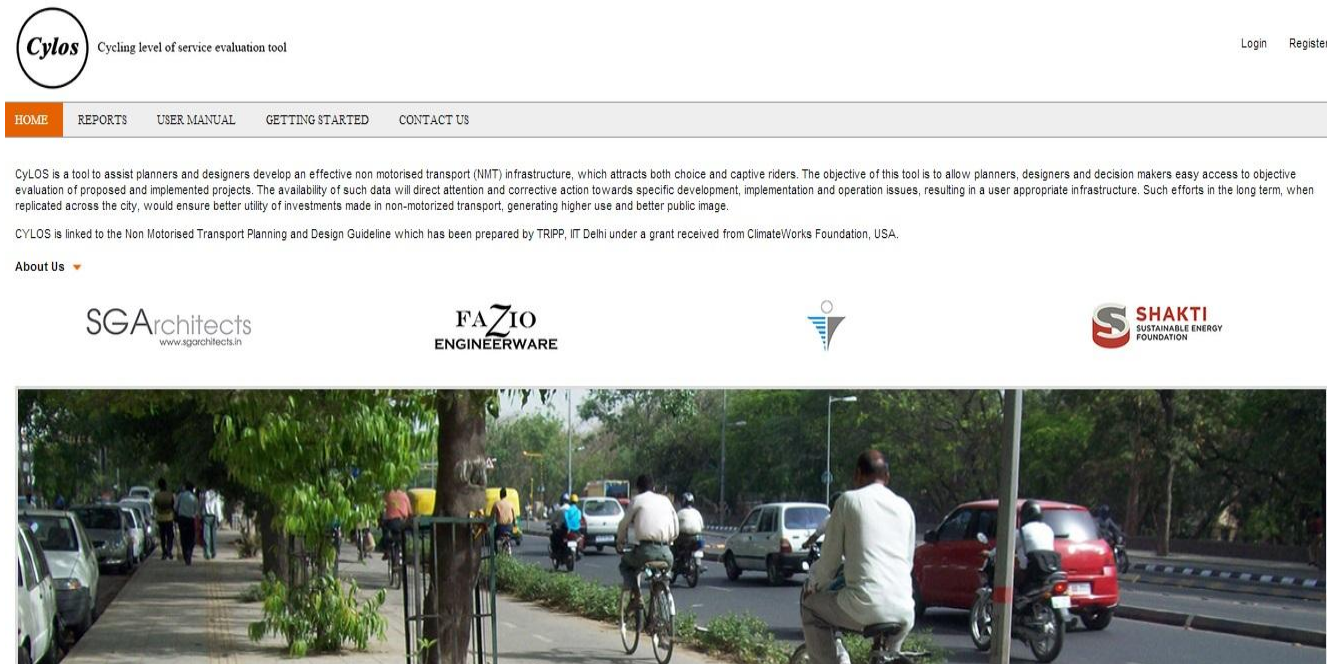 Cylos
Cycling level of service evaluation tool
Login Register
HOME REPORTS USER MANUAL GETTING STARTED CONTACT US
CyLOS is a tool to assist planners and designers develop an effective non motorised transport (NMT) infrastructure, which attracts both choice and captive riders. The objective of this tool is to allow planners, designers and decision makers easy access to objective
evaluation of proposed and implemented projects. The availability of such data will direct attention and corrective action towards specific development, implementation and operation issues, resulting in a user appropriate infrastructure. Such efforts in the long term, when
replicated across the city, would ensure better utility of investments made in non-motorized transport, generating higher use and better public image.
CYLOS is linked to the Non Motorised Transport Planning and Design Guideline which has been prepared by TRIPP, IIT Delhi under a grant received from ClimateWorks Foundation, USA.
About Us
SGArchitects
www.sgarchitects.in
FAZIO
ENGINEERWARE
SHAKTI
SUSTAINABLE ENERGY
FOUNDATION